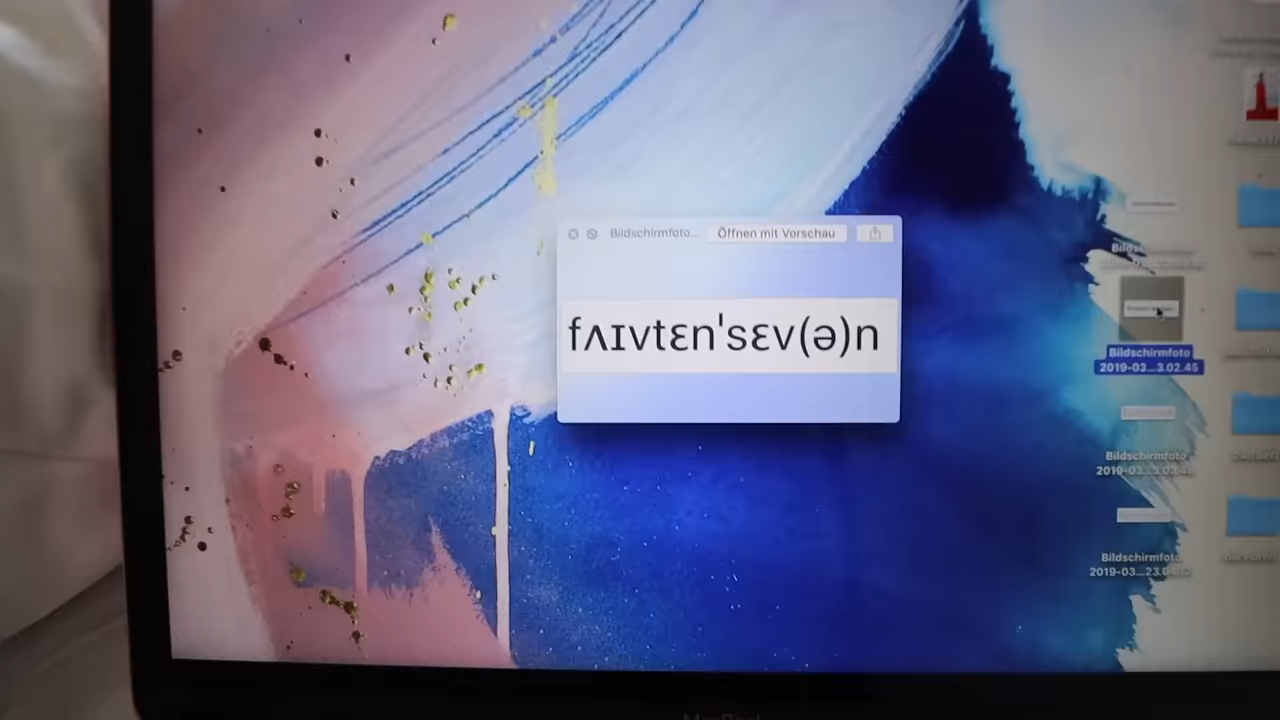 Bildschirmfoto... Öffnen mit Vorschau
fʌɪvtɛnˈsɛv(ə)n
Bildschirmfoto
2019-03...3.02.45
Bildschirmfoto
Bildschirmfoto